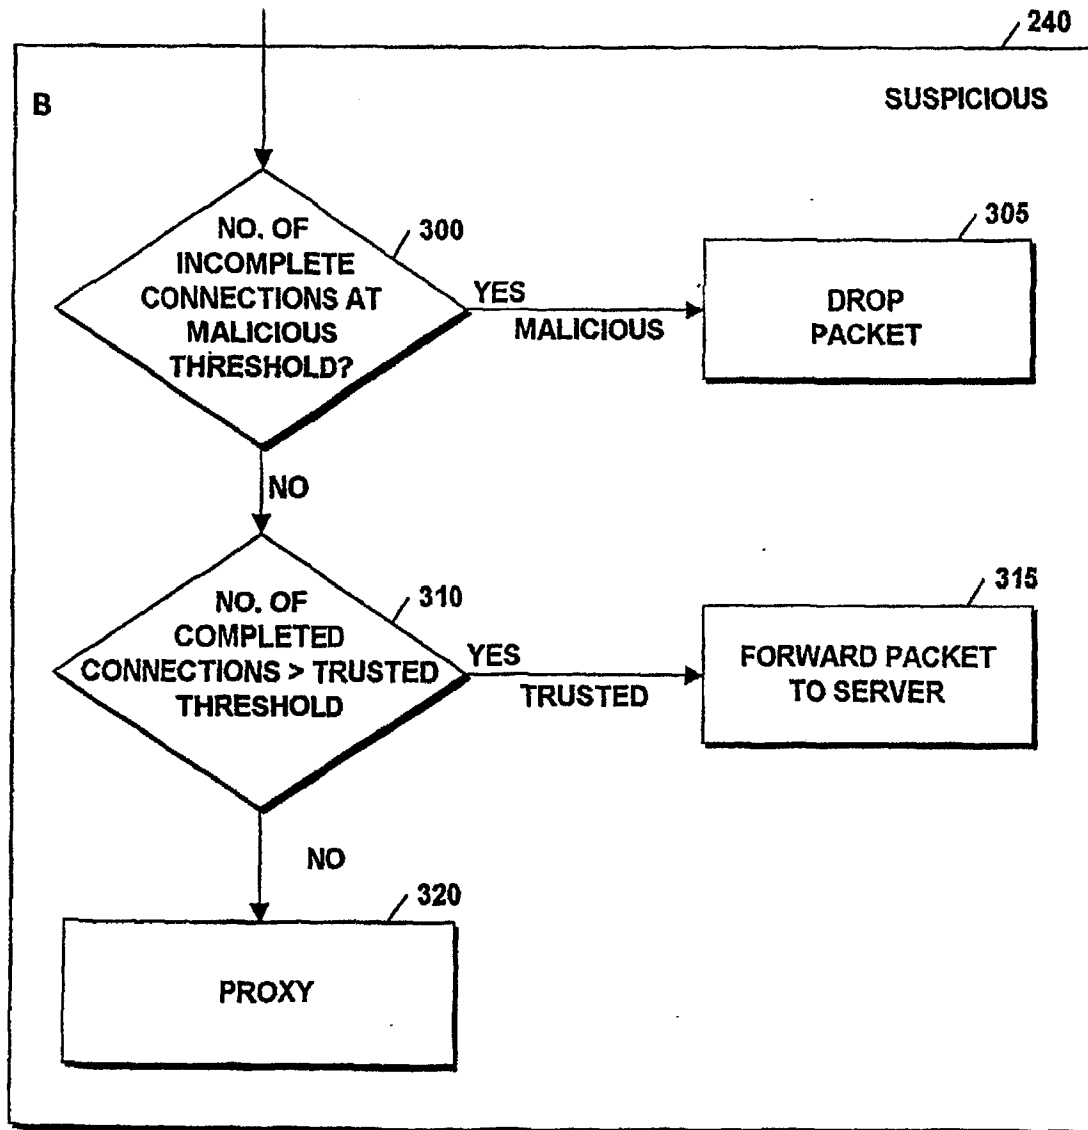 240
B
SUSPICIOUS
NO. OF
INCOMPLETE
CONNECTIONS AT
MALICIOUS
THRESHOLD?
300
YES
MALICIOUS
305
DROP
PACKET
NO
NO. OF
COMPLETED
CONNECTIONS > TRUSTED
THRESHOLD
310
YES
TRUSTED
315
FORWARD PACKET
TO SERVER
NO
320
PROXY